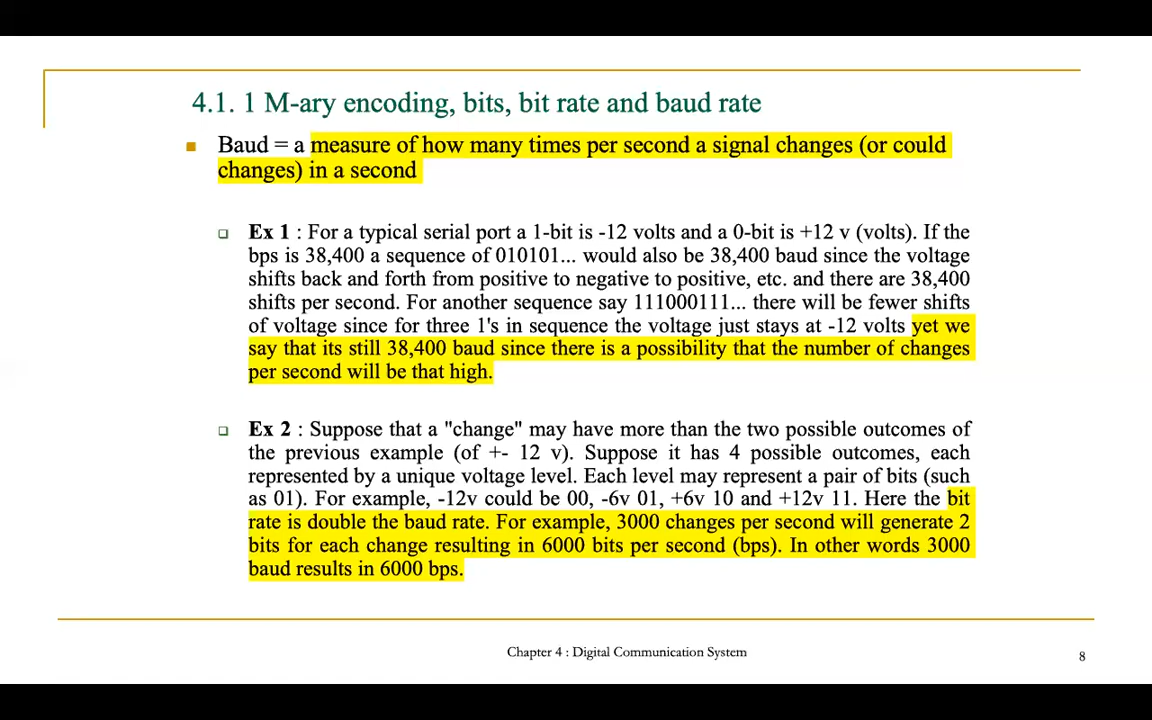 4.1. 1 M-ary encoding, bits, bit rate and baud rate
Baud = a measure of how many times per second a signal changes (or could
changes) in a second
Ex 1 : For a typical serial port a 1-bit is -12 volts and a 0-bit is +12 v (volts). If the
bps is 38,400 a sequence of 010101... would also be 38,400 baud since the voltage
shifts back and forth from positive to negative to positive, etc. and there are 38,400
shifts per second. For another sequence say 111000111... there will be fewer shifts
of voltage since for three 1's in sequence the voltage just stays at -12 volts yet we
say that its still 38,400 baud since there is a possibility that the number of changes
per second will be that high.
Ex 2 : Suppose that a "change" may have more than the two possible outcomes of
the previous example (of +- 12 v). Suppose it has 4 possible outcomes, each
represented by a unique voltage level. Each level may represent a pair of bits (such
as 01). For example, -12v could be 00, -6v 01, +6v 10 and +12v 11. Here the bit
rate is double the baud rate. For example, 3000 changes per second will generate 2
bits for each change resulting in 6000 bits per second (bps). In other words 3000
baud results in 6000 bps.
Chapter 4 : Digital Communication System
8